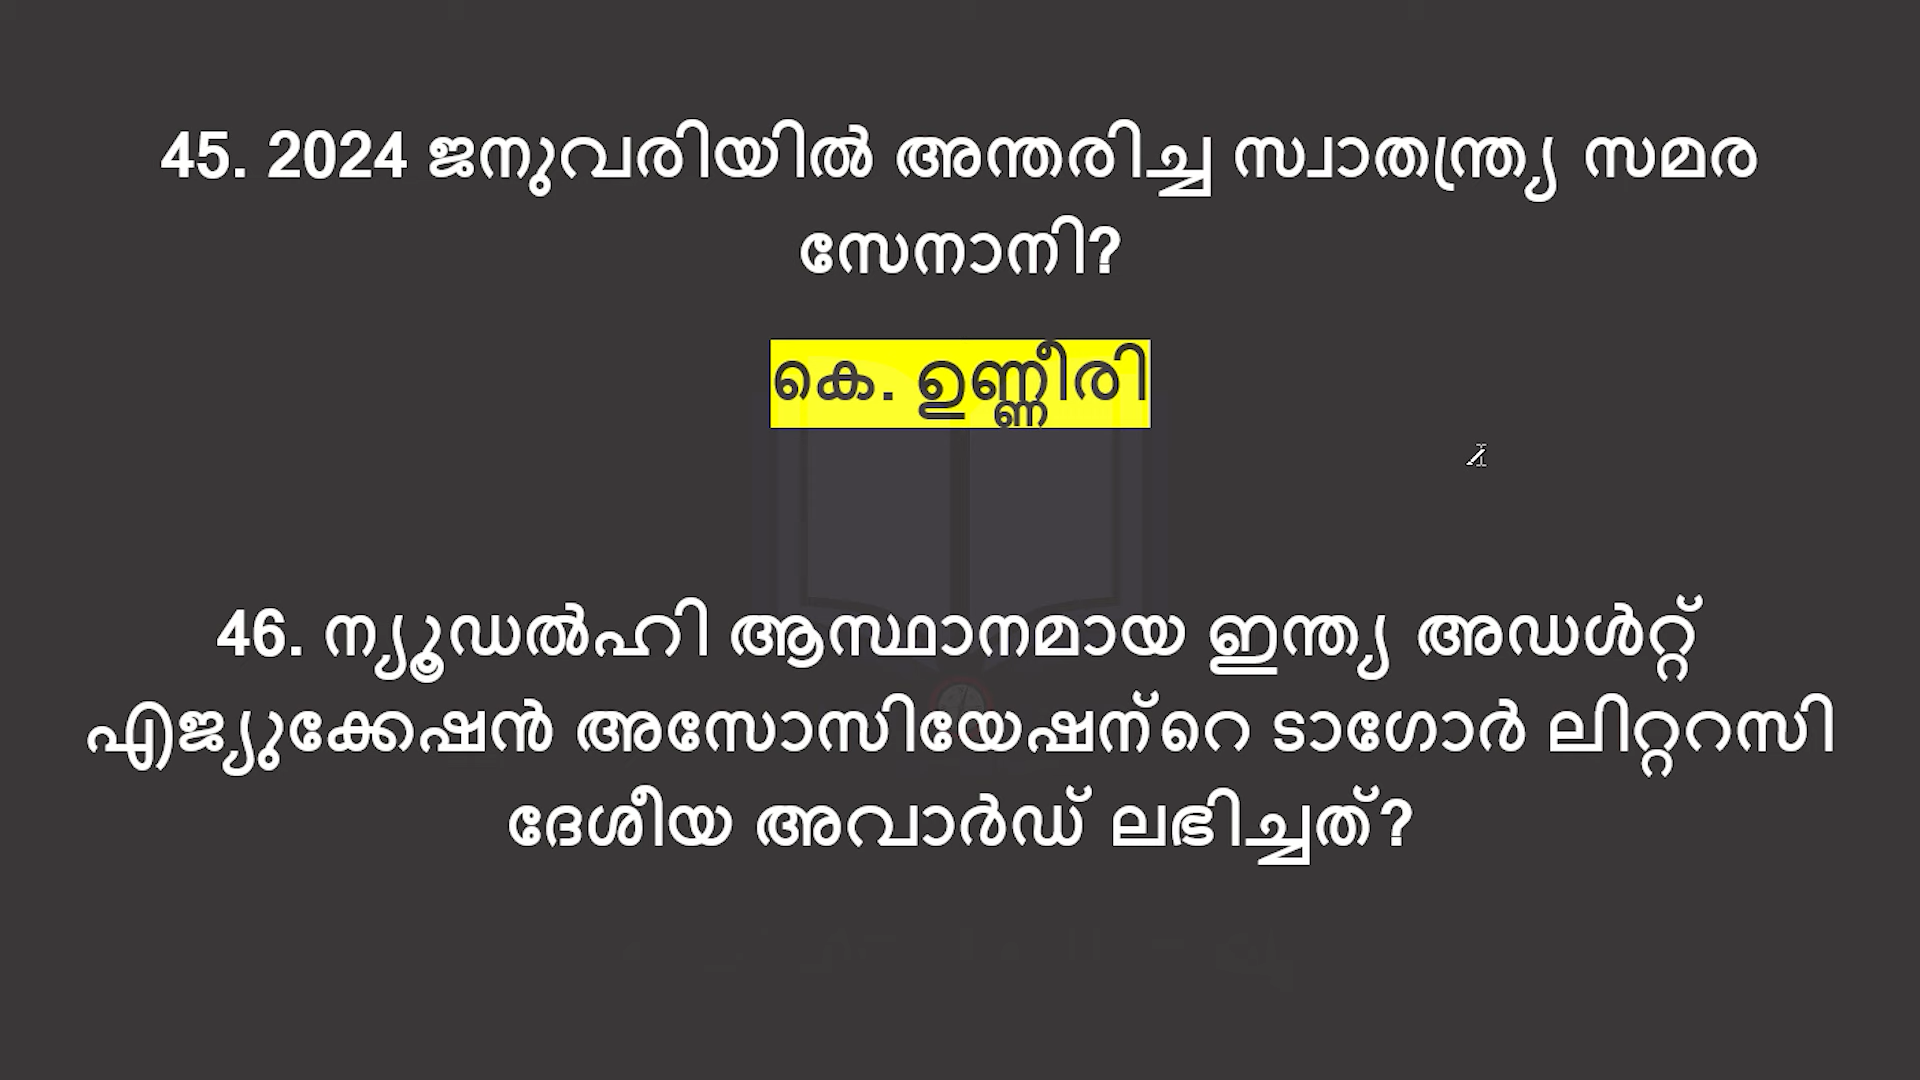 45. 2024 ജനുവരിയിൽ അന്തരിച്ച സ്വാതന്ത്ര്യ സമര
സേനാനി?
കെ. ഉണ്ണീരി
46. ന്യൂഡൽഹി ആസ്ഥാനമായ ഇന്ത്യ അഡൾറ്റ്
എജ്യുക്കേഷൻ അസോസിയേഷന്റെ ടാഗോർ ലിറ്ററസി
ദേശീയ അവാർഡ് ലഭിച്ചത്?